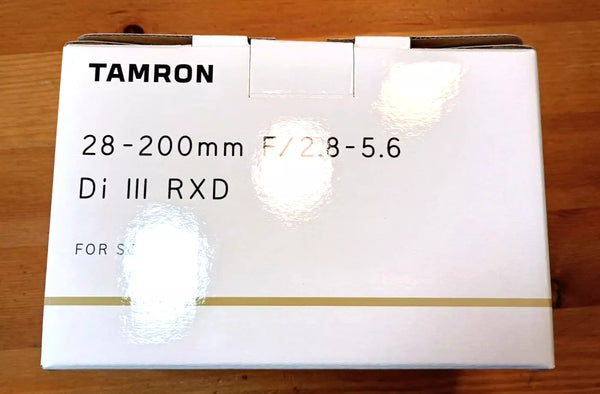 TAMRON
28-200mm F/2.8-5.6
Di III RXD
FOR